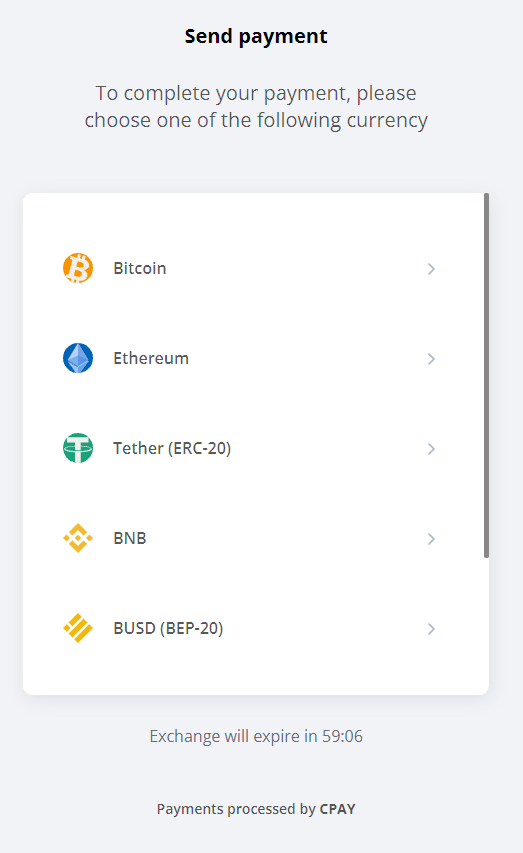 Send payment
To complete your payment, please
choose one of the following currency
Bitcoin
Ethereum
Tether (ERC-20)
BNB
BUSD (BEP-20)
Exchange will expire in 59:06
Payments processed by CPAY